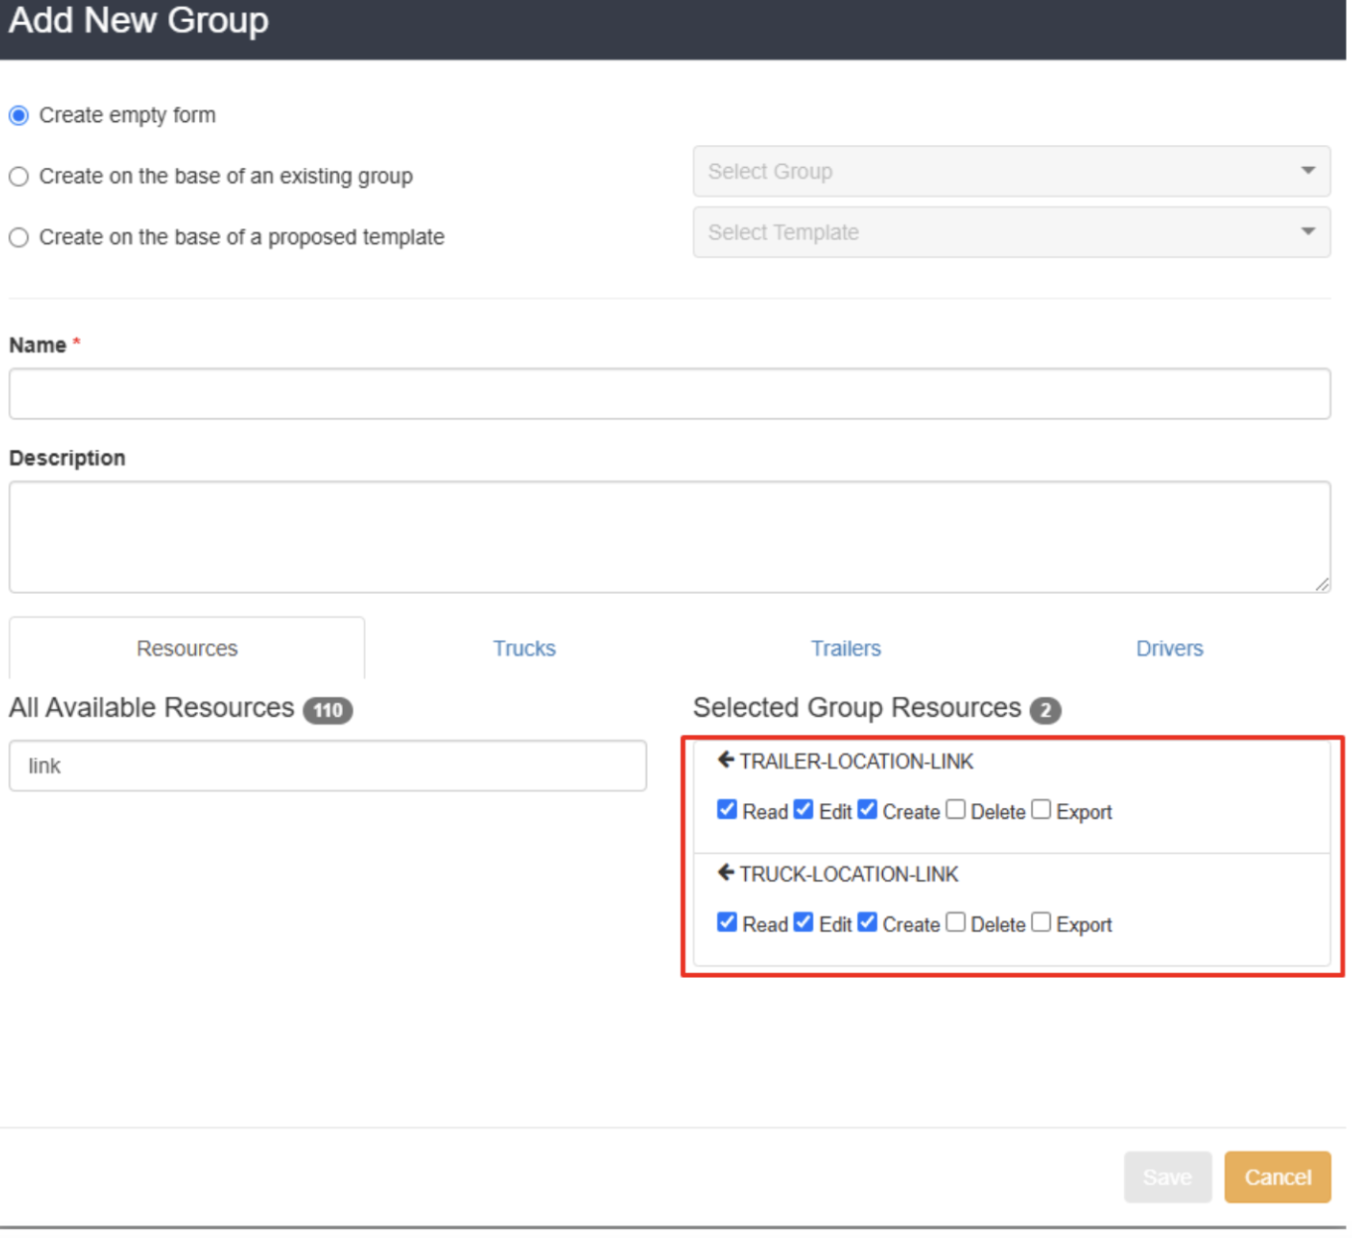 Add New Group
Create empty form
Create on the base of an existing group
Select Group
Create on the base of a proposed template
Select Template
Name *
Description
Resources
Trucks
Trailers
Drivers
All Available Resources 110
Selected Group Resources 2
link
TRAILER-LOCATION-LINK
Read Edit Create Delete Export
TRUCK-LOCATION-LINK
Read Edit Create Delete Export
Save
Cancel